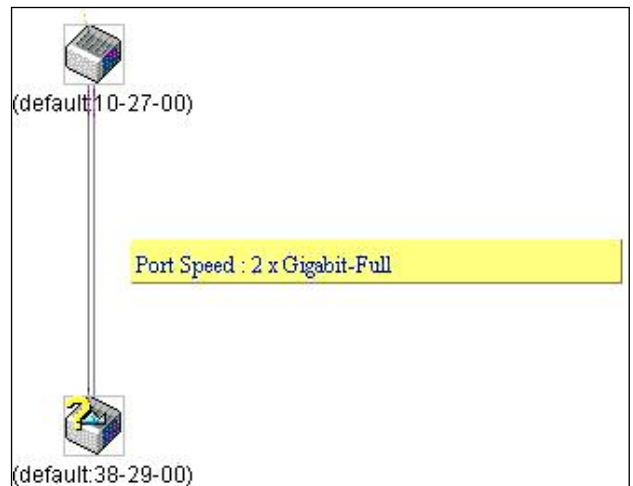 (default:10-27-00)
Port Speed : 2 x Gigabit-Full
(default:38-29-00)